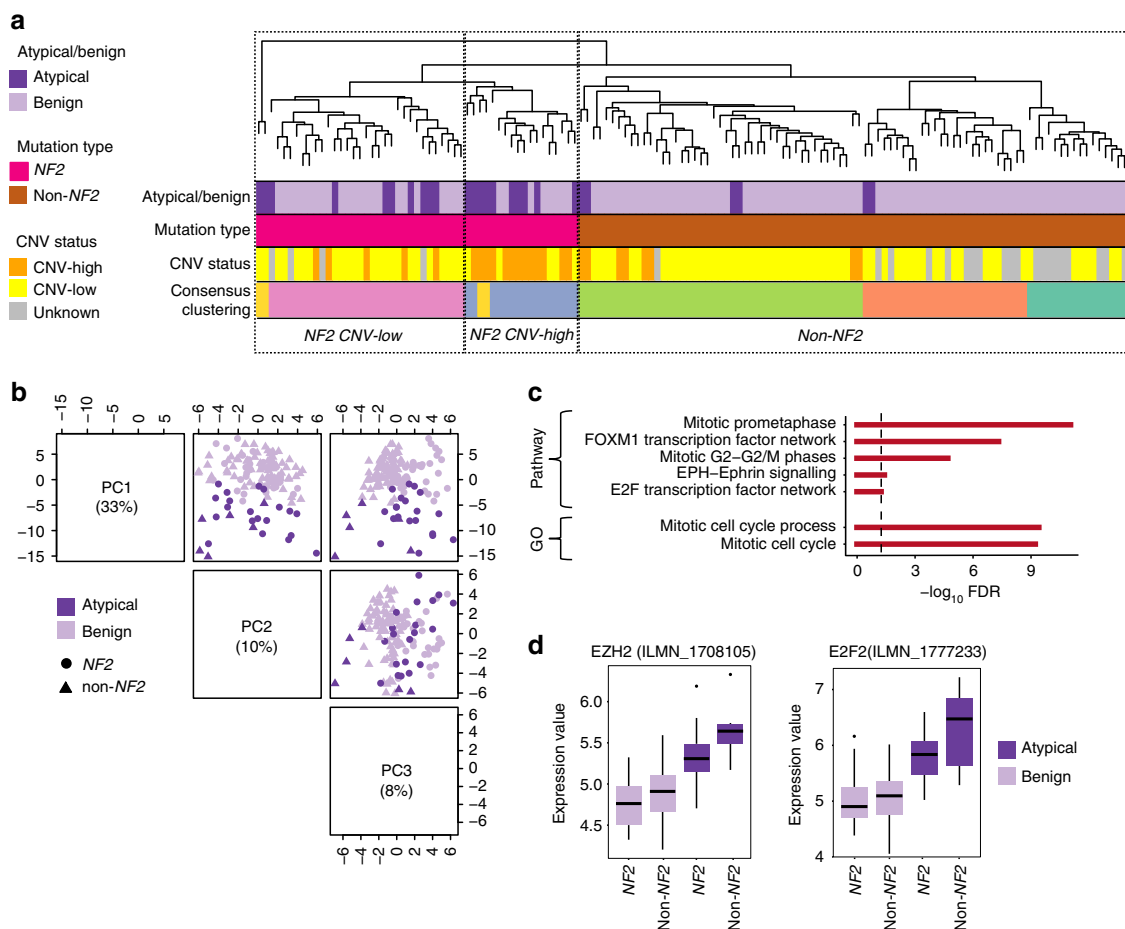 a
Atypical/benign
Atypical
Benign
Mutation type
NF2
Non-NF2
CNV status
CNV-high
CNV-low
Unknown
Atypical/benign
Mutation type
CNV status
Consensus
clustering
NF2 CNV-low
NF2 CNV-high
Non-NF2
b
−15 −10 −5 0 5
−6 −4 −2 0 2 4 6
−6 −4 −2 0 2 4 6
PC1
(33%)
5
0
−5
−10
−15
5
0
−5
−10
−15
PC2
(10%)
6
4
2
0
−2
−4
−6
Atypical
Benign
NF2
non-NF2
PC3
(8%)
6
4
2
0
−2
−4
−6
−6 −4 −2 0 2 4 6
c
Pathway
Mitotic prometaphase
FOXM1 transcription factor network
Mitotic G2−G2/M phases
EPH−Ephrin signalling
E2F transcription factor network
GO
Mitotic cell cycle process
Mitotic cell cycle
0 3 6 9
−log10 FDR
d
EZH2 (ILMN_1708105)
Expression value
6.0
5.5
5.0
4.5
NF2
Non-NF2
NF2
Non-NF2
E2F2(ILMN_1777233)
Expression value
7
6
5
4
NF2
Non-NF2
NF2
Non-NF2
Atypical
Benign